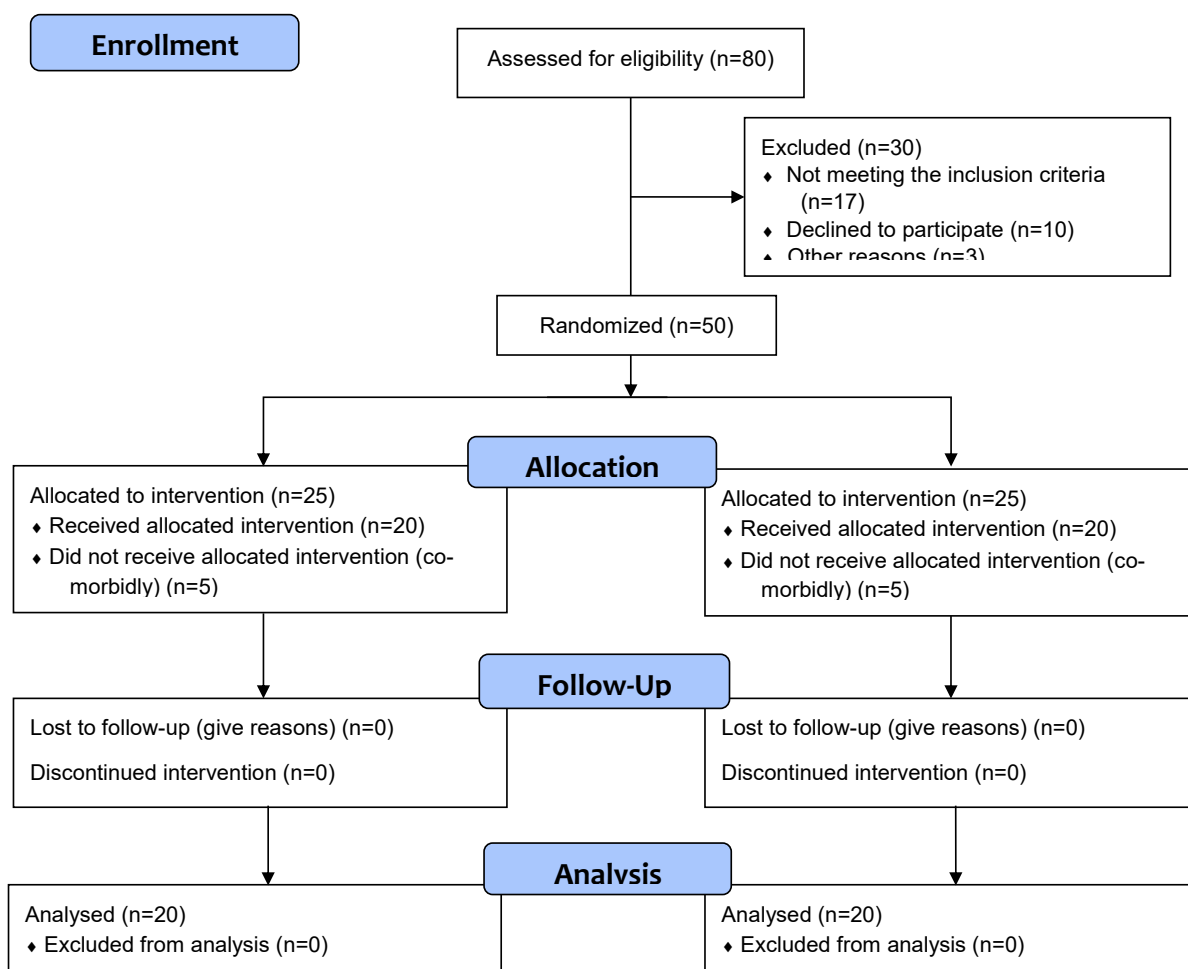 Enrollment
Assessed for eligibility (n=80)
Excluded (n=30)
♦ Not meeting the inclusion criteria
(n=17)
♦ Declined to participate (n=10)
♦ Other reasons (n=3)
Randomized (n=50)
Allocation
Allocated to intervention (n=25)
♦ Received allocated intervention (n=20)
♦ Did not receive allocated intervention (co-
morbidly) (n=5)
Allocated to intervention (n=25)
♦ Received allocated intervention (n=20)
♦ Did not receive allocated intervention (co-
morbidly) (n=5)
Follow-Up
Lost to follow-up (give reasons) (n=0)
Discontinued intervention (n=0)
Lost to follow-up (give reasons) (n=0)
Discontinued intervention (n=0)
Analysis
Analysed (n=20)
♦ Excluded from analysis (n=0)
Analysed (n=20)
♦ Excluded from analysis (n=0)